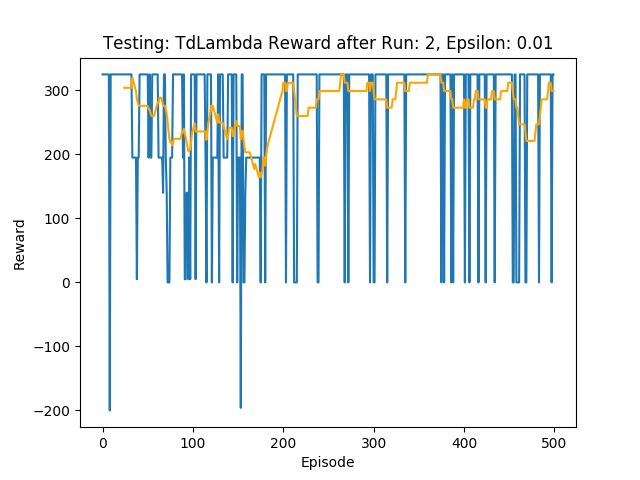 Testing: TdLambda Reward after Run: 2, Epsilon: 0.01
300
200
100
0
−100
−200
Reward
0 100 200 300 400 500
Episode